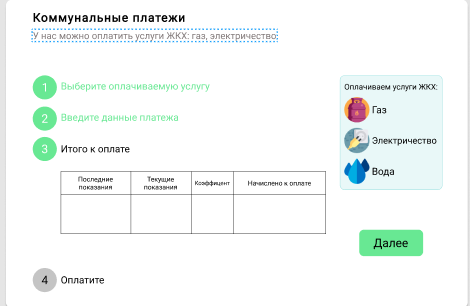 Коммунальные платежи
У нас можно оплатить услуги ЖКХ: газ, электричество
1 Выберите оплачиваемую услугу
2 Введите данные платежа
3 Итого к оплате
Последние показания
Текущие показания
Коэффициент
Начислено к оплате
4 Оплатите
Оплачиваем услуги ЖКХ:
Газ
Электричество
Вода
Далее